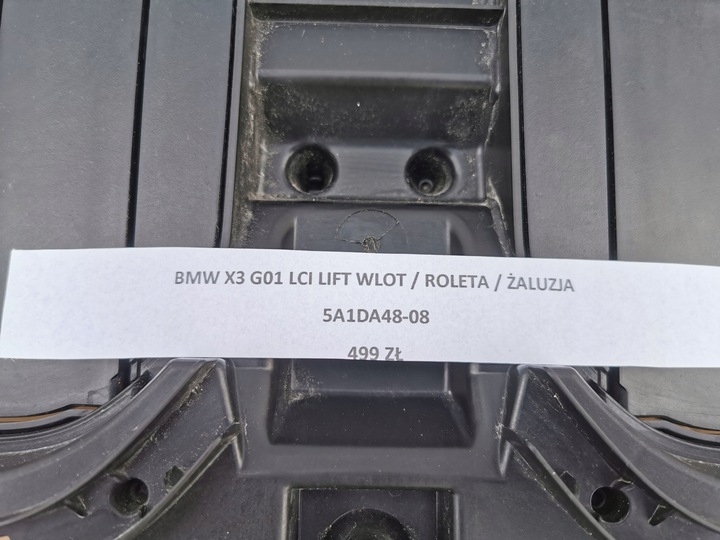 BMW X3 G01 LCI LIFT WLOT / ROLETA / ŻALUZJA
5A1DA48-08
499 ZŁ